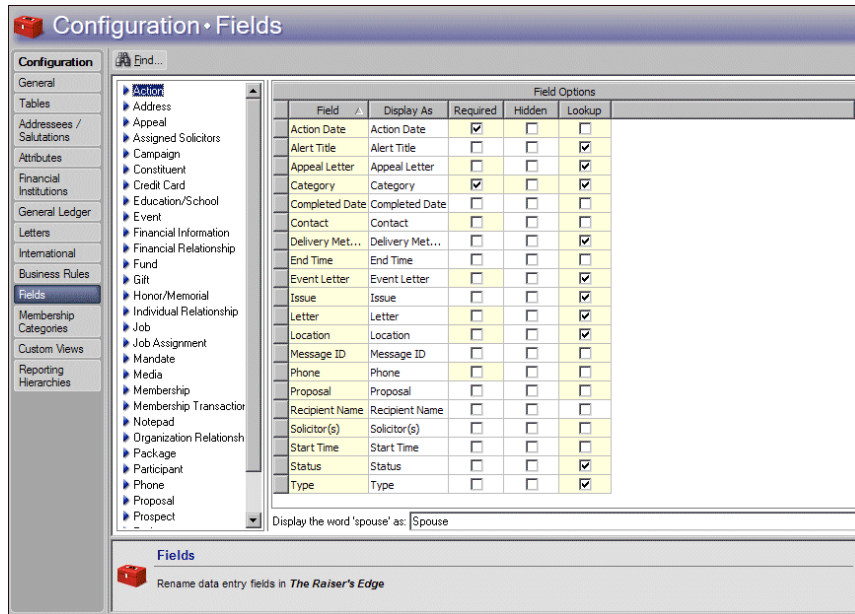 Configuration • Fields
Configuration
General
Tables
Addressees /
Salutations
Attributes
Financial
Institutions
General Ledger
Letters
International
Business Rules
Fields
Membership
Categories
Custom Views
Reporting
Hierarchies
Find...
Action
Address
Appeal
Assigned Solicitors
Campaign
Constituent
Credit Card
Education/School
Event
Financial Information
Financial Relationship
Fund
Gift
Honor/Memorial
Individual Relationship
Job
Job Assignment
Mandate
Media
Membership
Membership Transaction
Notepad
Organization Relationsh
Package
Participant
Phone
Proposal
Prospect
Field Options
Field Display As Required Hidden Lookup
Action Date Action Date
Alert Title Alert Title
Appeal Letter Appeal Letter
Category Category
Completed Date Completed Date
Contact Contact
Delivery Met... Delivery Met...
End Time End Time
Event Letter Event Letter
Issue Issue
Letter Letter
Location Location
Message ID Message ID
Phone Phone
Proposal Proposal
Recipient Name Recipient Name
Solicitor(s) Solicitor(s)
Start Time Start Time
Status Status
Type Type
Display the word 'spouse' as: Spouse
Fields
Rename data entry fields in The Raiser's Edge